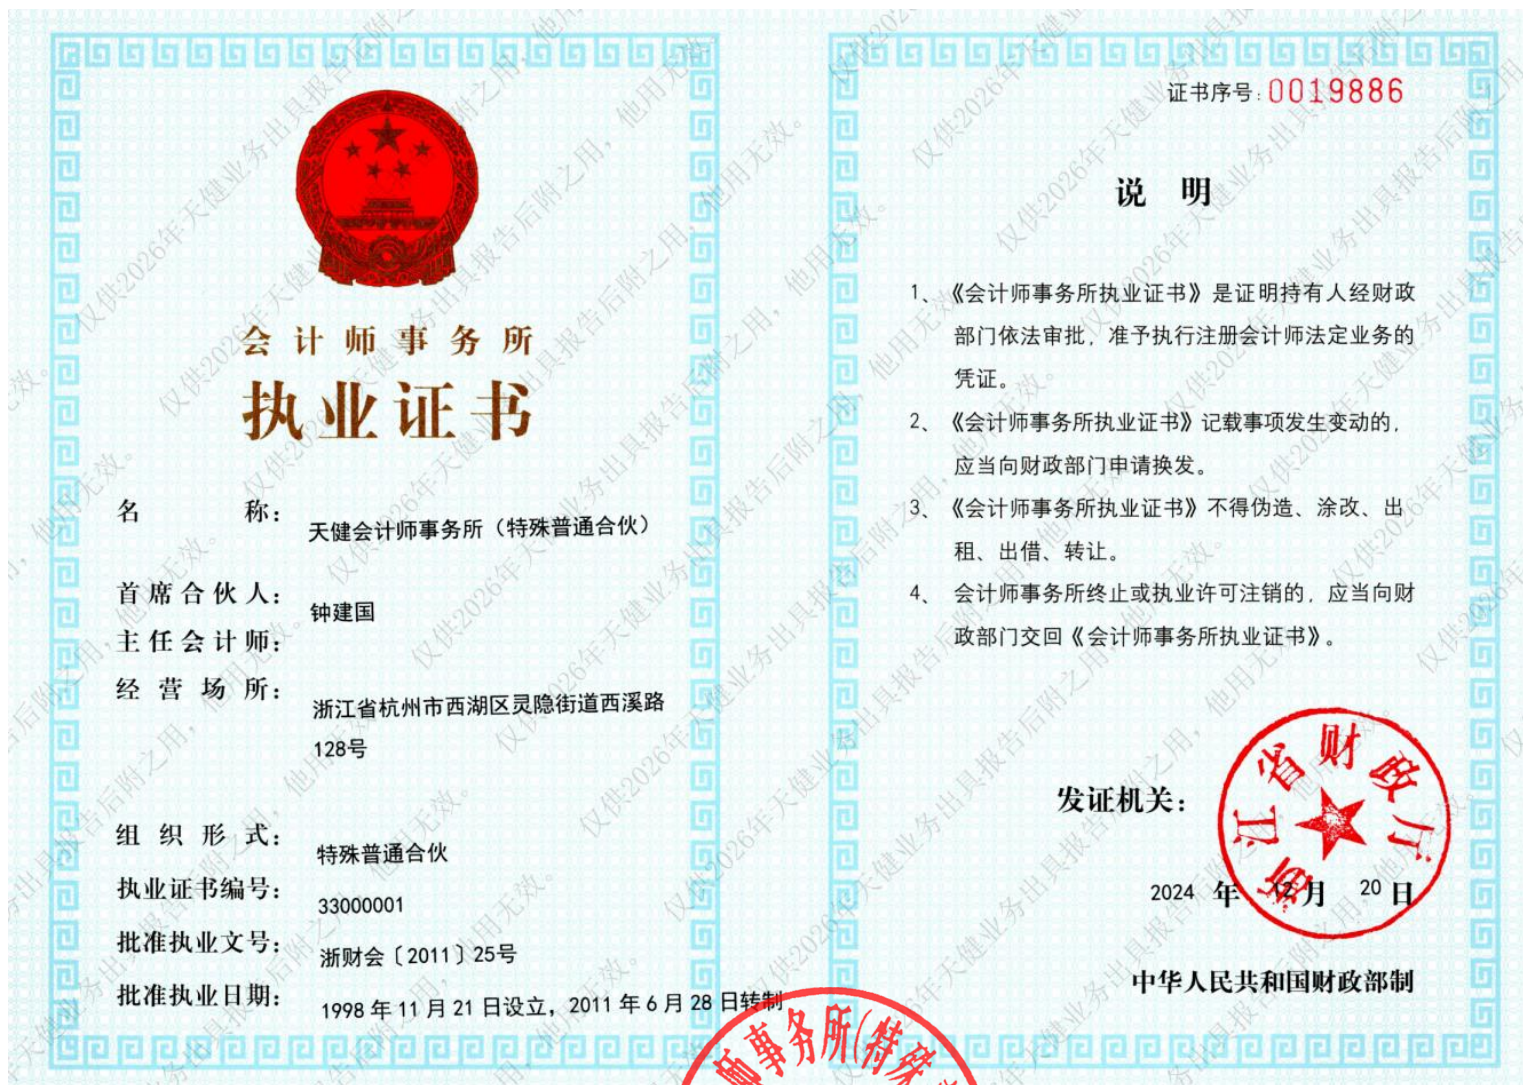 会计师事务所
执业证书
名 称：
天健会计师事务所（特殊普通合伙）
首席合伙人：
钟建国
主任会计师：
经营场所：
浙江省杭州市西湖区灵隐街道西溪路
128号
组织形式：
特殊普通合伙
执业证书编号：
33000001
批准执业文号：
浙财会〔2011〕25号
批准执业日期：
1998年11月21日设立，2011年6月28日转制
师事务所(特殊
证书序号：0019886
说 明
1、《会计师事务所执业证书》是证明持有人经财政
部门依法审批，准予执行注册会计师法定业务的
凭证。
2、《会计师事务所执业证书》记载事项发生变动的，
应当向财政部门申请换发。
3、《会计师事务所执业证书》不得伪造、涂改、出
租、出借、转让。
4、 会计师事务所终止或执业许可注销的，应当向财
政部门交回《会计师事务所执业证书》。
发证机关：
浙江省财政厅
2024 年 12 月 20 日
中华人民共和国财政部制
仅供2026年天健业务出具报告后附之用，他用无效。